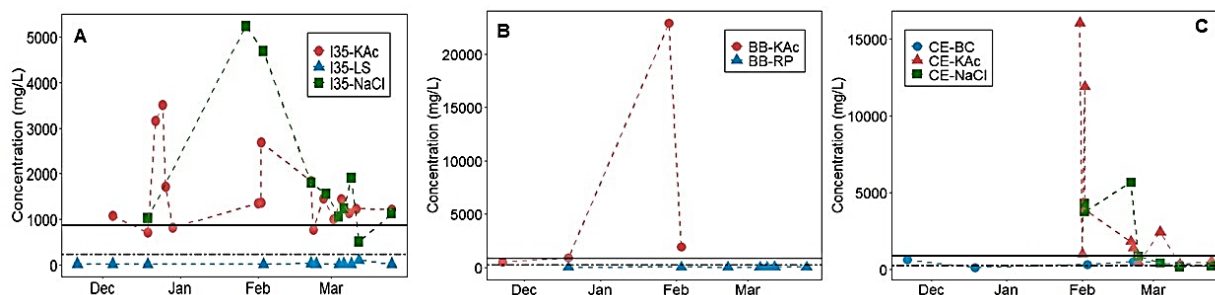 A
I35-KAc
I35-LS
I35-NaCl
Concentration (mg/L)
5000
4000
3000
2000
1000
0
Dec Jan Feb Mar
B
BB-KAc
BB-RP
Concentration (mg/L)
20000
15000
10000
5000
0
Dec Jan Feb Mar
C
CE-BC
CE-KAc
CE-NaCl
Concentration (mg/L)
15000
10000
5000
0
Dec Jan Feb Mar